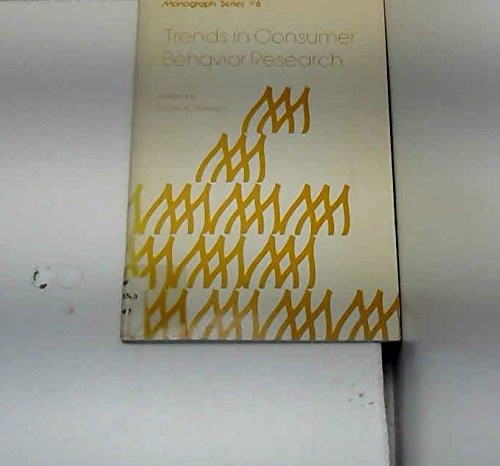 Monograph Series #6
Trends in Consumer
Behavior Research